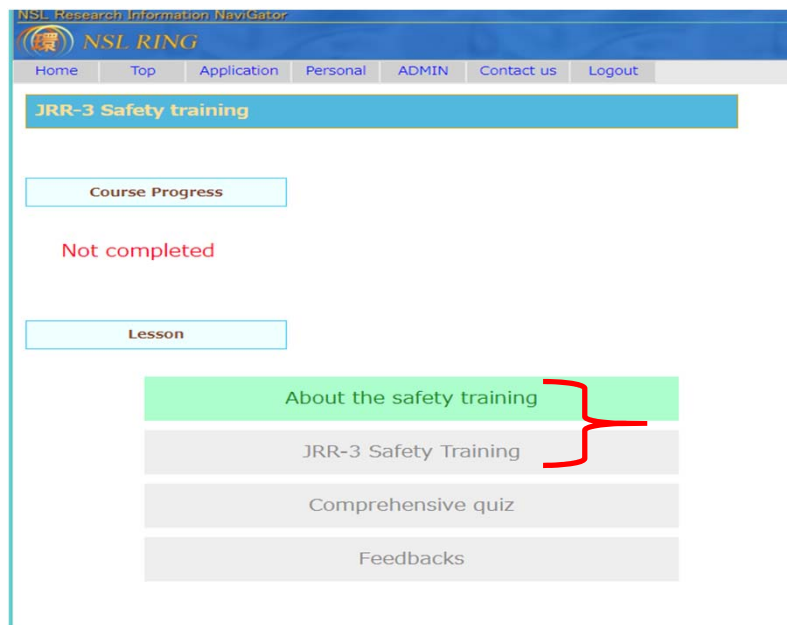 NSL Research Information NaviGator
環 NSL RING
Home Top Application Personal ADMIN Contact us Logout
JRR-3 Safety training
Course Progress
Not completed
Lesson
About the safety training
JRR-3 Safety Training
Comprehensive quiz
Feedbacks